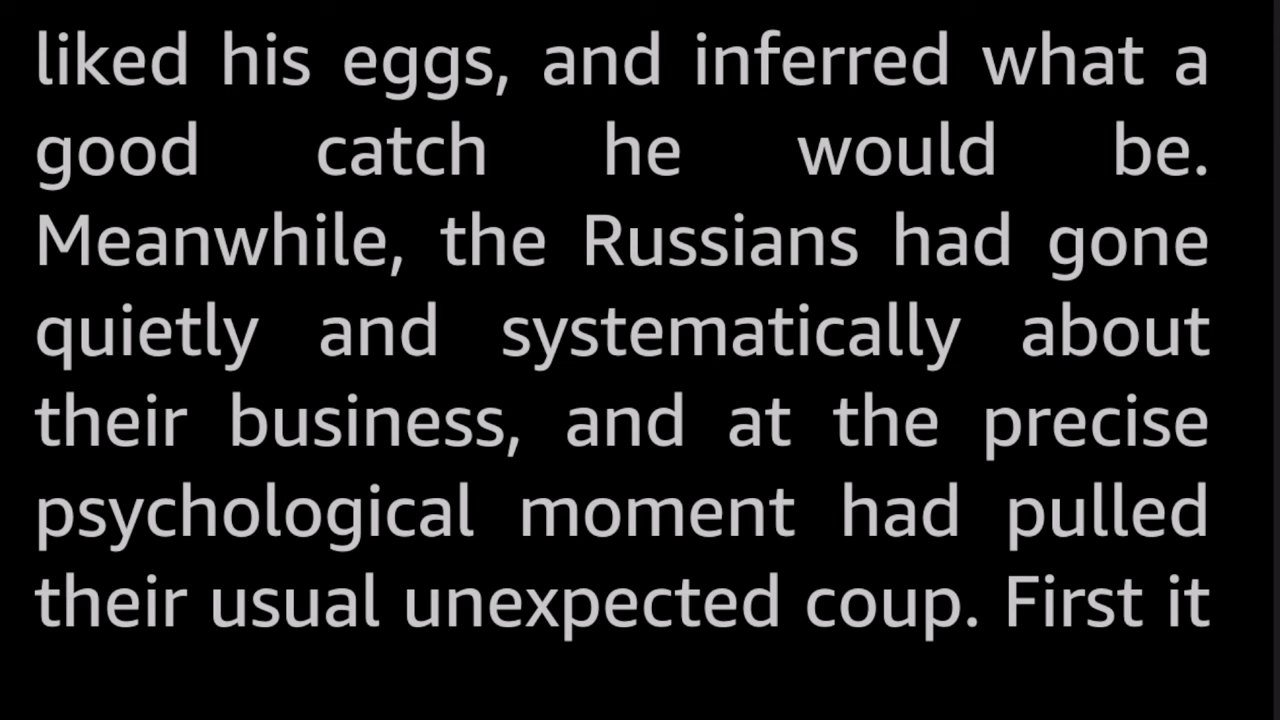 liked his eggs, and inferred what a
good catch he would be.
Meanwhile, the Russians had gone
quietly and systematically about
their business, and at the precise
psychological moment had pulled
their usual unexpected coup. First it